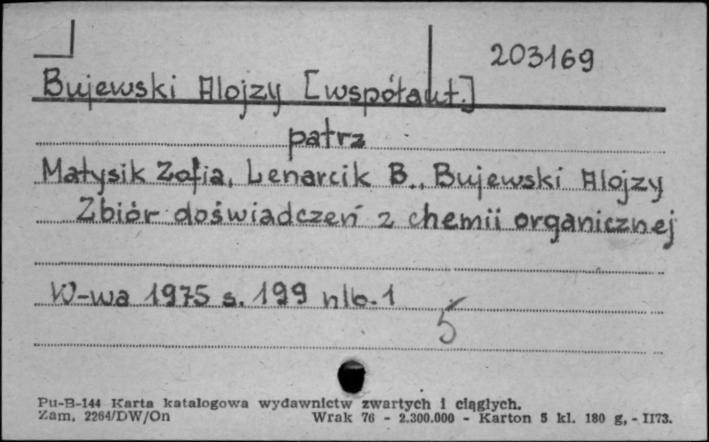 203169
Bujewski Alojzy [współaut.]
patrz
Matysik Zofia, Lenarcik B., Bujewski Alojzy
Zbiór doświadczeń z chemii organicznej
W-wa 1975 s. 199 nlb. 1
5
Pu-B-144 Karta katalogowa wydawnictw zwartych i ciągłych.
Zam. 2264/DW/On Wrak 76 - 2.300.000 - Karton 5 kl. 180 g, - II73.